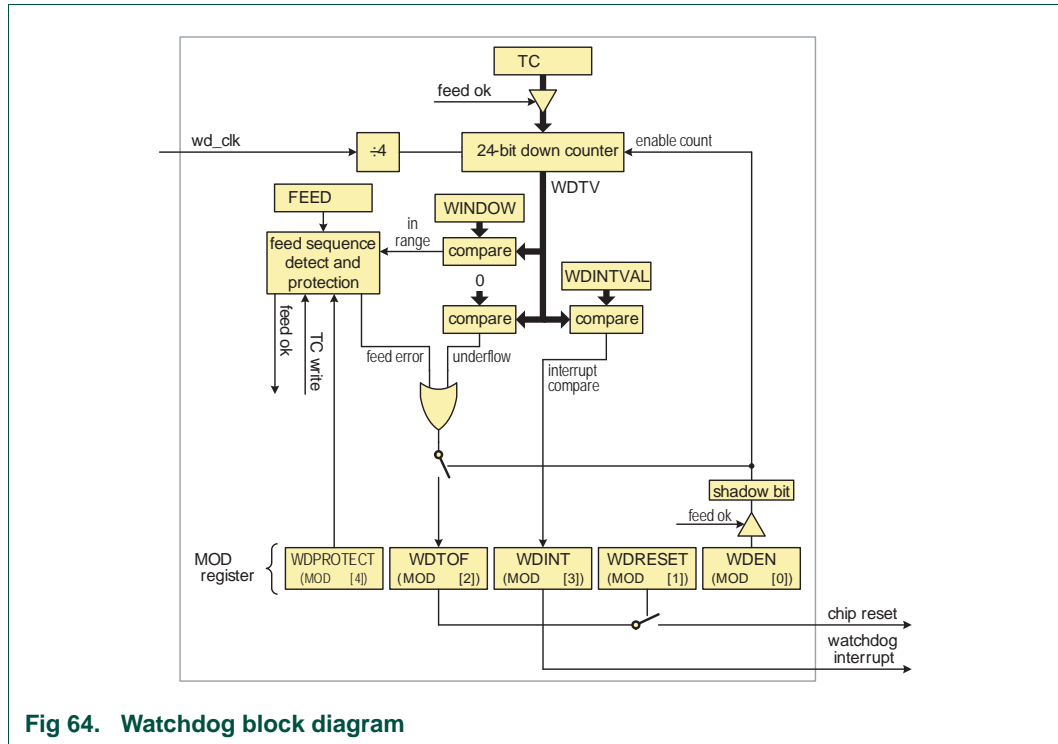 TC
feed ok
wd_clk
÷4
24-bit down counter
enable count
WDTV
FEED
WINDOW
in
range
feed sequence
detect and
protection
compare
WDINTVAL
0
compare
compare
feed ok
TC write
feed error
underflow
interrupt
compare
shadow bit
feed ok
MOD
register
WDPROTECT
(MOD [4])
WDTOF
(MOD [2])
WDINT
(MOD [3])
WDRESET
(MOD [1])
WDEN
(MOD [0])
chip reset
watchdog
interrupt
Fig 64. Watchdog block diagram